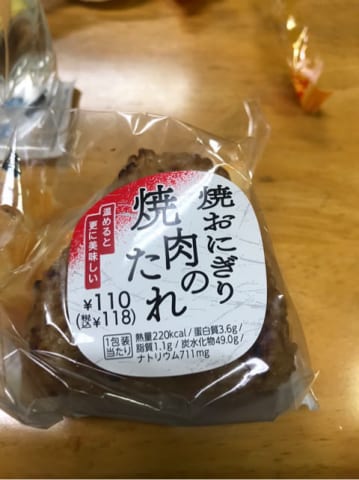 焼おにぎり
焼肉のたれ
温めると
更に美味しい
¥110
(税込¥118)
1包装
当たり
熱量220kcal/蛋白質3.6g/
脂質1.1g/炭水化物49.0g/
ナトリウム711mg